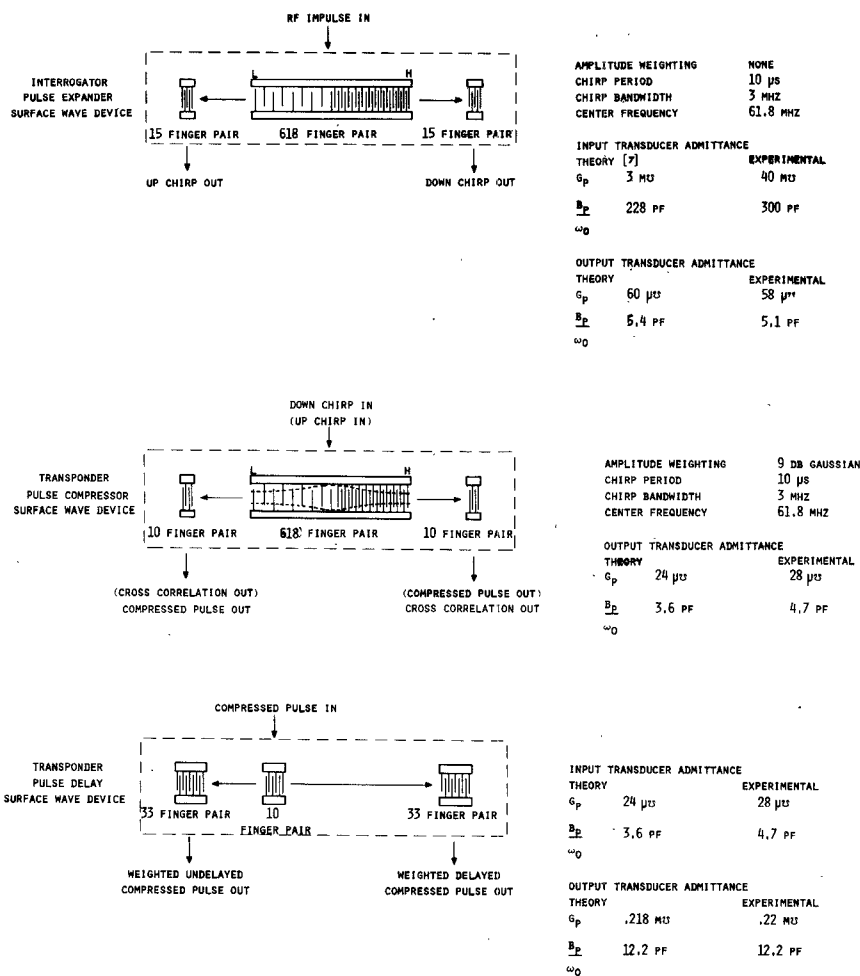 RF IMPULSE IN
L H
INTERROGATOR
PULSE EXPANDER
SURFACE WAVE DEVICE
15 FINGER PAIR 618 FINGER PAIR 15 FINGER PAIR
UP CHIRP OUT DOWN CHIRP OUT
AMPLITUDE WEIGHTING NONE
CHIRP PERIOD 10 µs
CHIRP BANDWIDTH 3 MHZ
CENTER FREQUENCY 61.8 MHZ
INPUT TRANSDUCER ADMITTANCE
THEORY [7] EXPERIMENTAL
Gp 3 m℧ 40 m℧
Bp 228 PF 300 PF
ω0
OUTPUT TRANSDUCER ADMITTANCE
THEORY EXPERIMENTAL
Gp 60 µ℧ 58 µ
Bp 6.4 PF 5.1 PF
ω0
DOWN CHIRP IN
(UP CHIRP IN)
L H
TRANSPONDER
PULSE COMPRESSOR
SURFACE WAVE DEVICE
10 FINGER PAIR 618 FINGER PAIR 10 FINGER PAIR
(CROSS CORRELATION OUT) (COMPRESSED PULSE OUT)
COMPRESSED PULSE OUT CROSS CORRELATION OUT
AMPLITUDE WEIGHTING 9 DB GAUSSIAN
CHIRP PERIOD 10 µs
CHIRP BANDWIDTH 3 MHZ
CENTER FREQUENCY 61.8 MHZ
OUTPUT TRANSDUCER ADMITTANCE
THEORY EXPERIMENTAL
Gp 24 µ℧ 28 µ℧
Bp 3.6 PF 4.7 PF
ω0
COMPRESSED PULSE IN
TRANSPONDER
PULSE DELAY
SURFACE WAVE DEVICE
33 FINGER PAIR 10 33 FINGER PAIR
FINGER PAIR
WEIGHTED UNDELAYED WEIGHTED DELAYED
COMPRESSED PULSE OUT COMPRESSED PULSE OUT
INPUT TRANSDUCER ADMITTANCE
THEORY EXPERIMENTAL
Gp 24 µ℧ 28 µ℧
Bp 3.6 PF 4.7 PF
ω0
OUTPUT TRANSDUCER ADMITTANCE
THEORY EXPERIMENTAL
Gp .218 m℧ .22 m℧
Bp 12.2 PF 12.2 PF
ω0